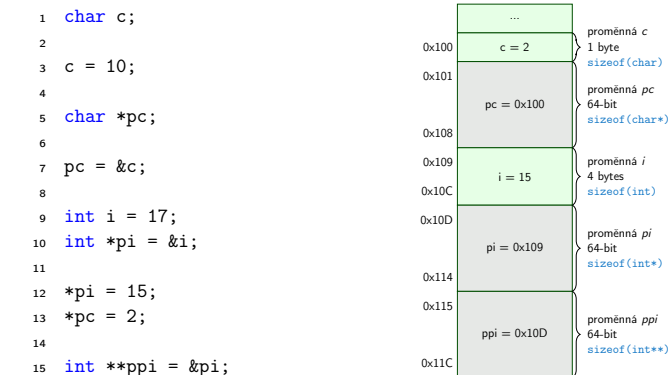 1 char c;
2
3 c = 10;
4
5 char *pc;
6
7 pc = &c;
8
9 int i = 17;
10 int *pi = &i;
11
12 *pi = 15;
13 *pc = 2;
14
15 int **ppi = &pi;
...
0x100
c = 2
proměnná c
1 byte
sizeof(char)
0x101
pc = 0x100
0x108
proměnná pc
64-bit
sizeof(char*)
0x109
i = 15
0x10C
proměnná i
4 bytes
sizeof(int)
0x10D
pi = 0x109
0x114
proměnná pi
64-bit
sizeof(int*)
0x115
ppi = 0x10D
0x11C
proměnná ppi
64-bit
sizeof(int**)